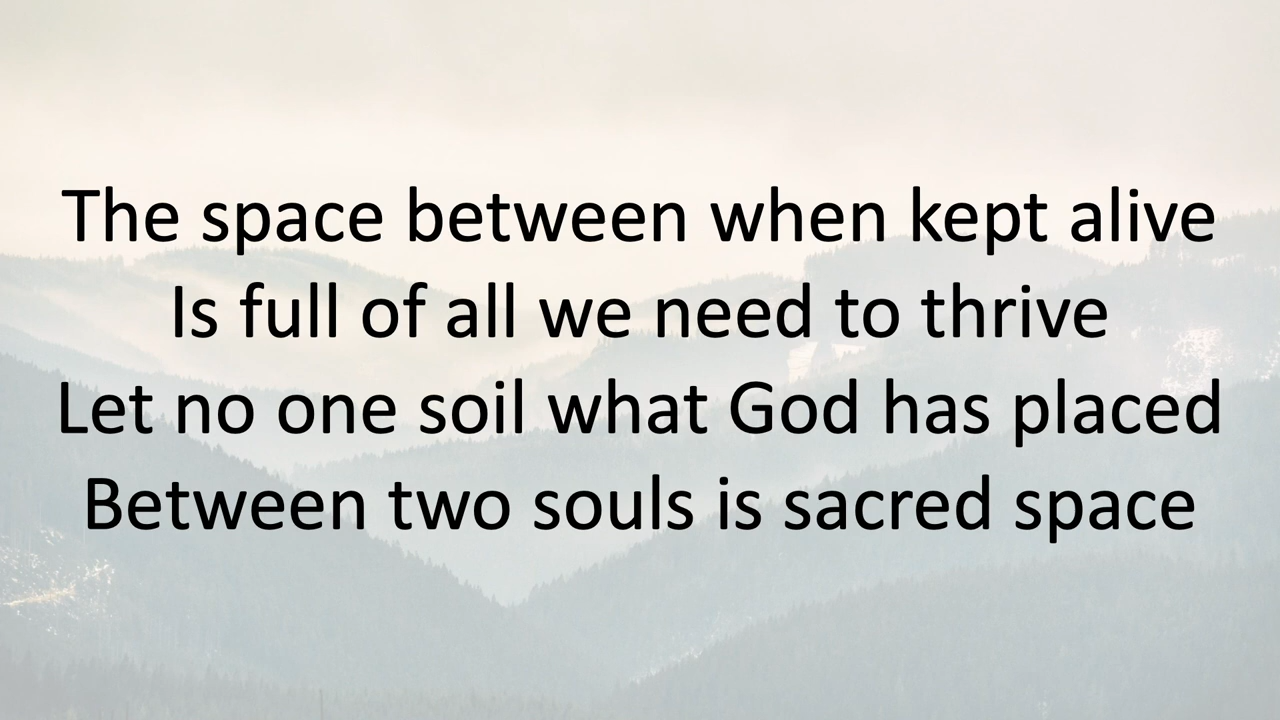 The space between when kept alive
Is full of all we need to thrive
Let no one soil what God has placed
Between two souls is sacred space